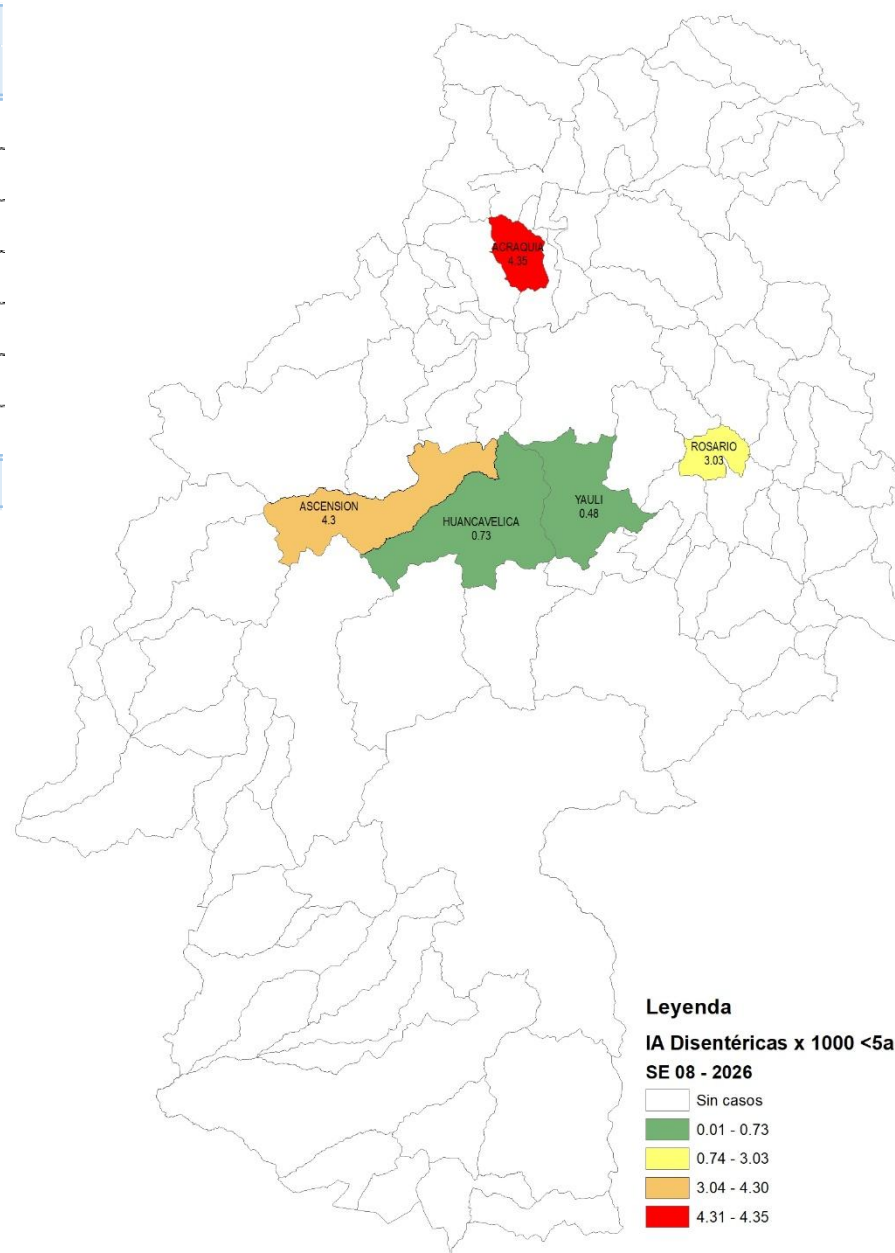 ACRAQUIA
4.35
ROSARIO
3.03
ASCENSION
4.3
YAULI
0.48
HUANCAVELICA
0.73
Leyenda
IA Disentéricas x 1000 <5a
SE 08 - 2026
Sin casos
0.01 - 0.73
0.74 - 3.03
3.04 - 4.30
4.31 - 4.35